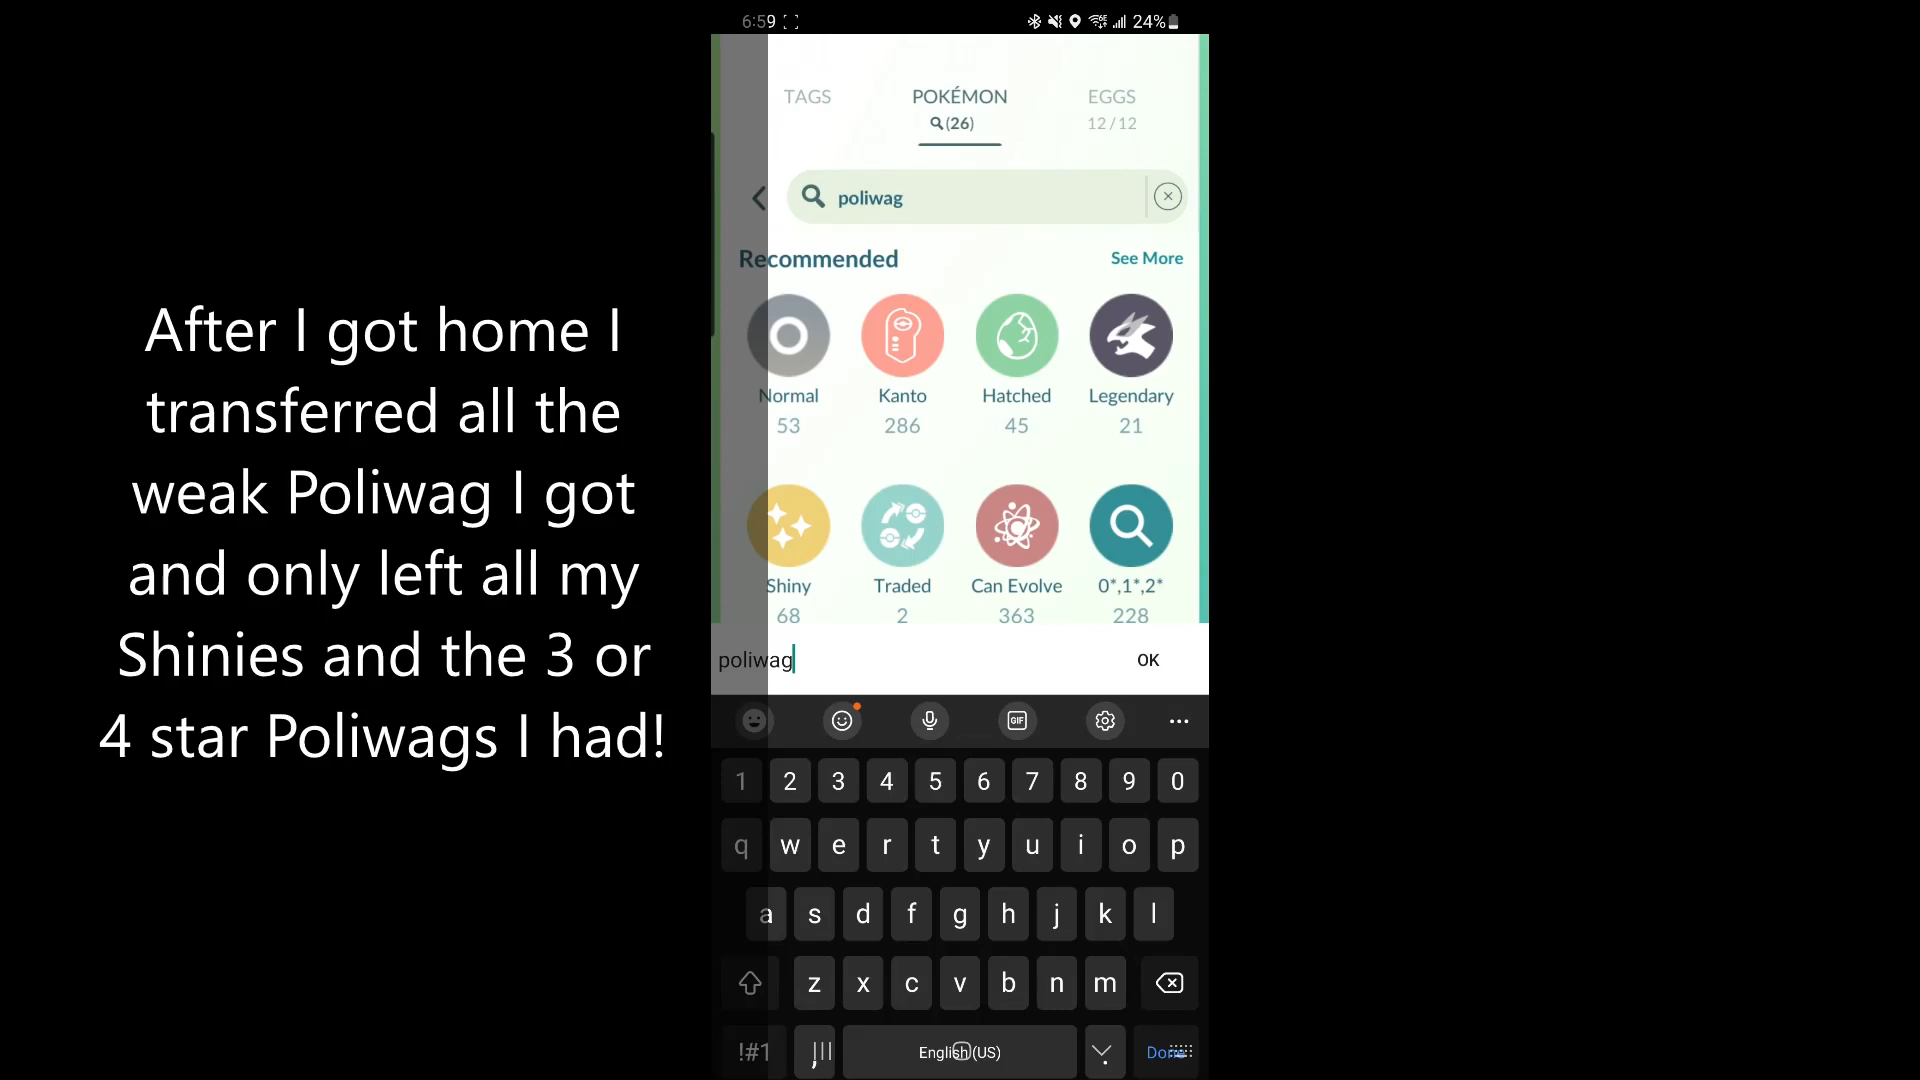 6:59
24%
TAGS
POKÉMON
(26)
EGGS
12/12
poliwag
Recommended
See More
Normal
53
Kanto
286
Hatched
45
Legendary
21
Shiny
68
Traded
2
Can Evolve
363
0*,1*,2*
228
poliwag
OK
GIF
1 2 3 4 5 6 7 8 9 0
q w e r t y u i o p
a s d f g h j k l
z x c v b n m
!#1 , English (US) . Done
After I got home I
transferred all the
weak Poliwag I got
and only left all my
Shinies and the 3 or
4 star Poliwags I had!